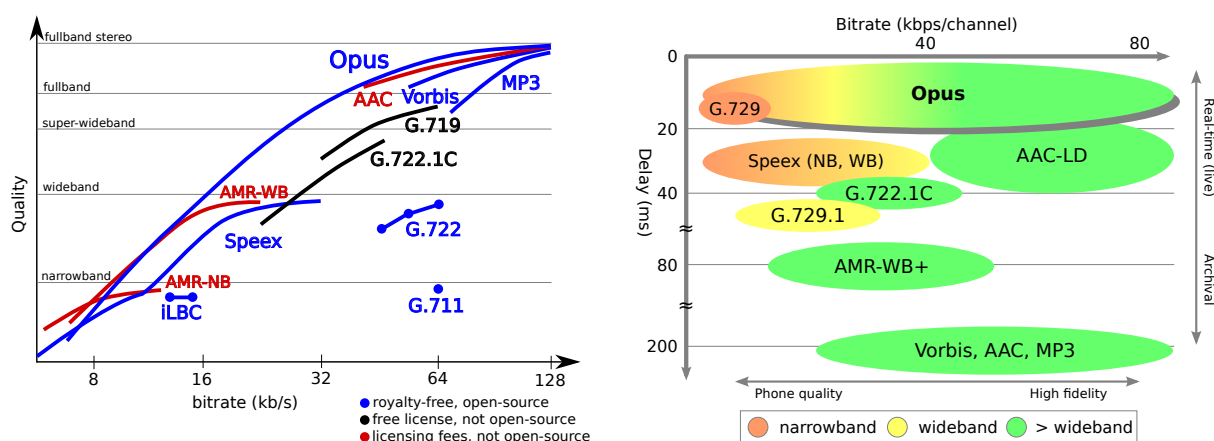 fullband stereo
Opus
fullband
AAC
Vorbis
MP3
super-wideband
G.719
G.722.1C
wideband
AMR-WB
Speex
G.722
narrowband
AMR-NB
iLBC
G.711
Quality
8 16 32 64 128
bitrate (kb/s)
royalty-free, open-source
free license, not open-source
licensing fees, not open-source
Bitrate (kbps/channel)
40 80
0
Opus
G.729
20
Speex (NB, WB)
AAC-LD
40
G.722.1C
G.729.1
≈
80
AMR-WB+
≈
200
Vorbis, AAC, MP3
Delay (ms)
Real-time (live)
Archival
Phone quality
High fidelity
narrowband
wideband
> wideband